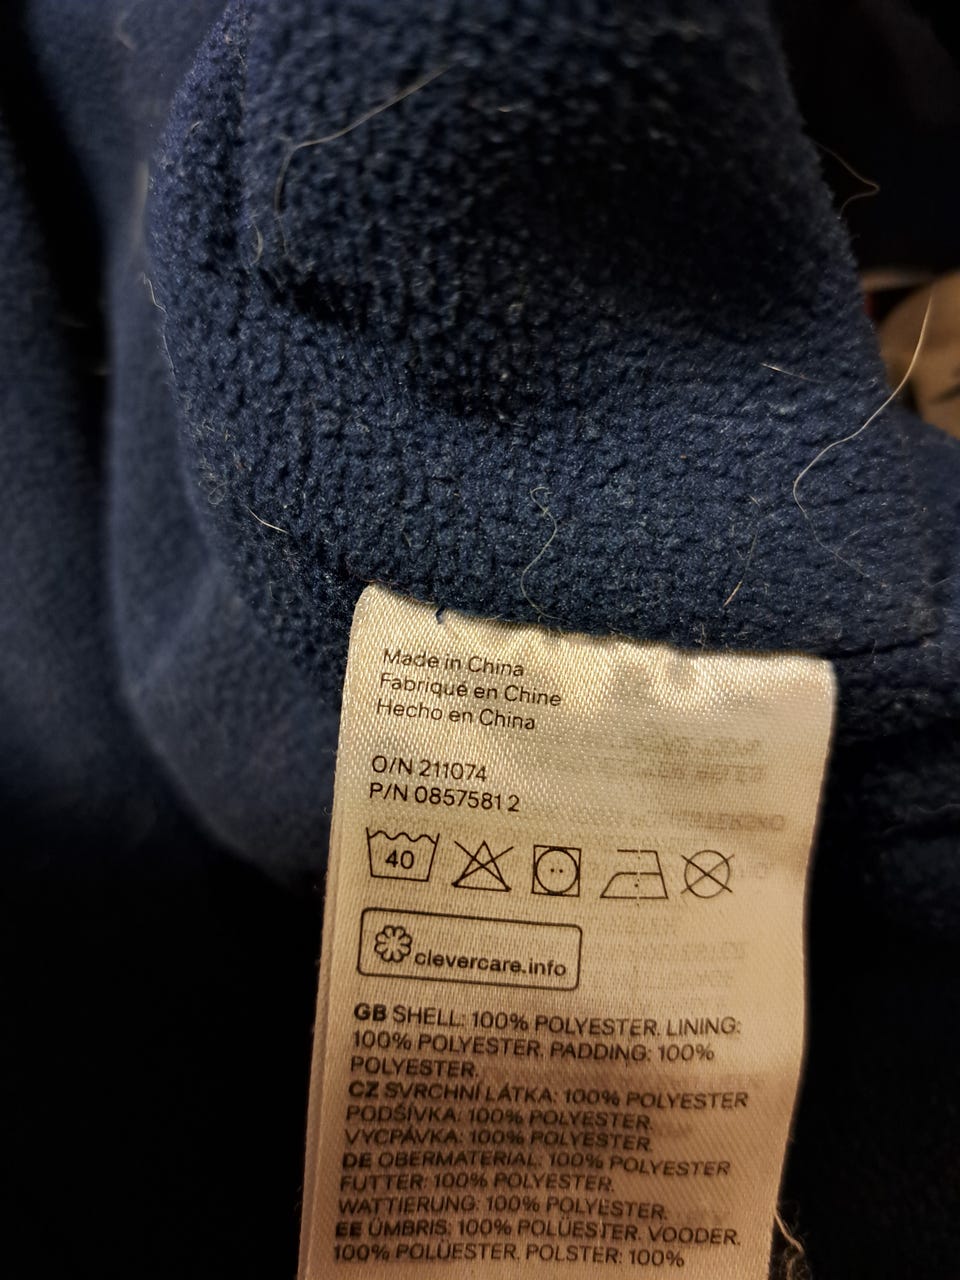 Made in China
Fabriqué en Chine
Hecho en China
O/N 211074
P/N 0857581 2
40
clevercare.info
GB SHELL: 100% POLYESTER. LINING:
100% POLYESTER. PADDING: 100%
POLYESTER.
CZ SVRCHNÍ LÁTKA: 100% POLYESTER
PODŠÍVKA: 100% POLYESTER.
VYCPÁVKA: 100% POLYESTER.
DE OBERMATERIAL: 100% POLYESTER
FUTTER: 100% POLYESTER.
WATTIERUNG: 100% POLYESTER.
EE ÜMBRIS: 100% POLÜESTER. VOODER.
100% POLÜESTER. POLSTER: 100%